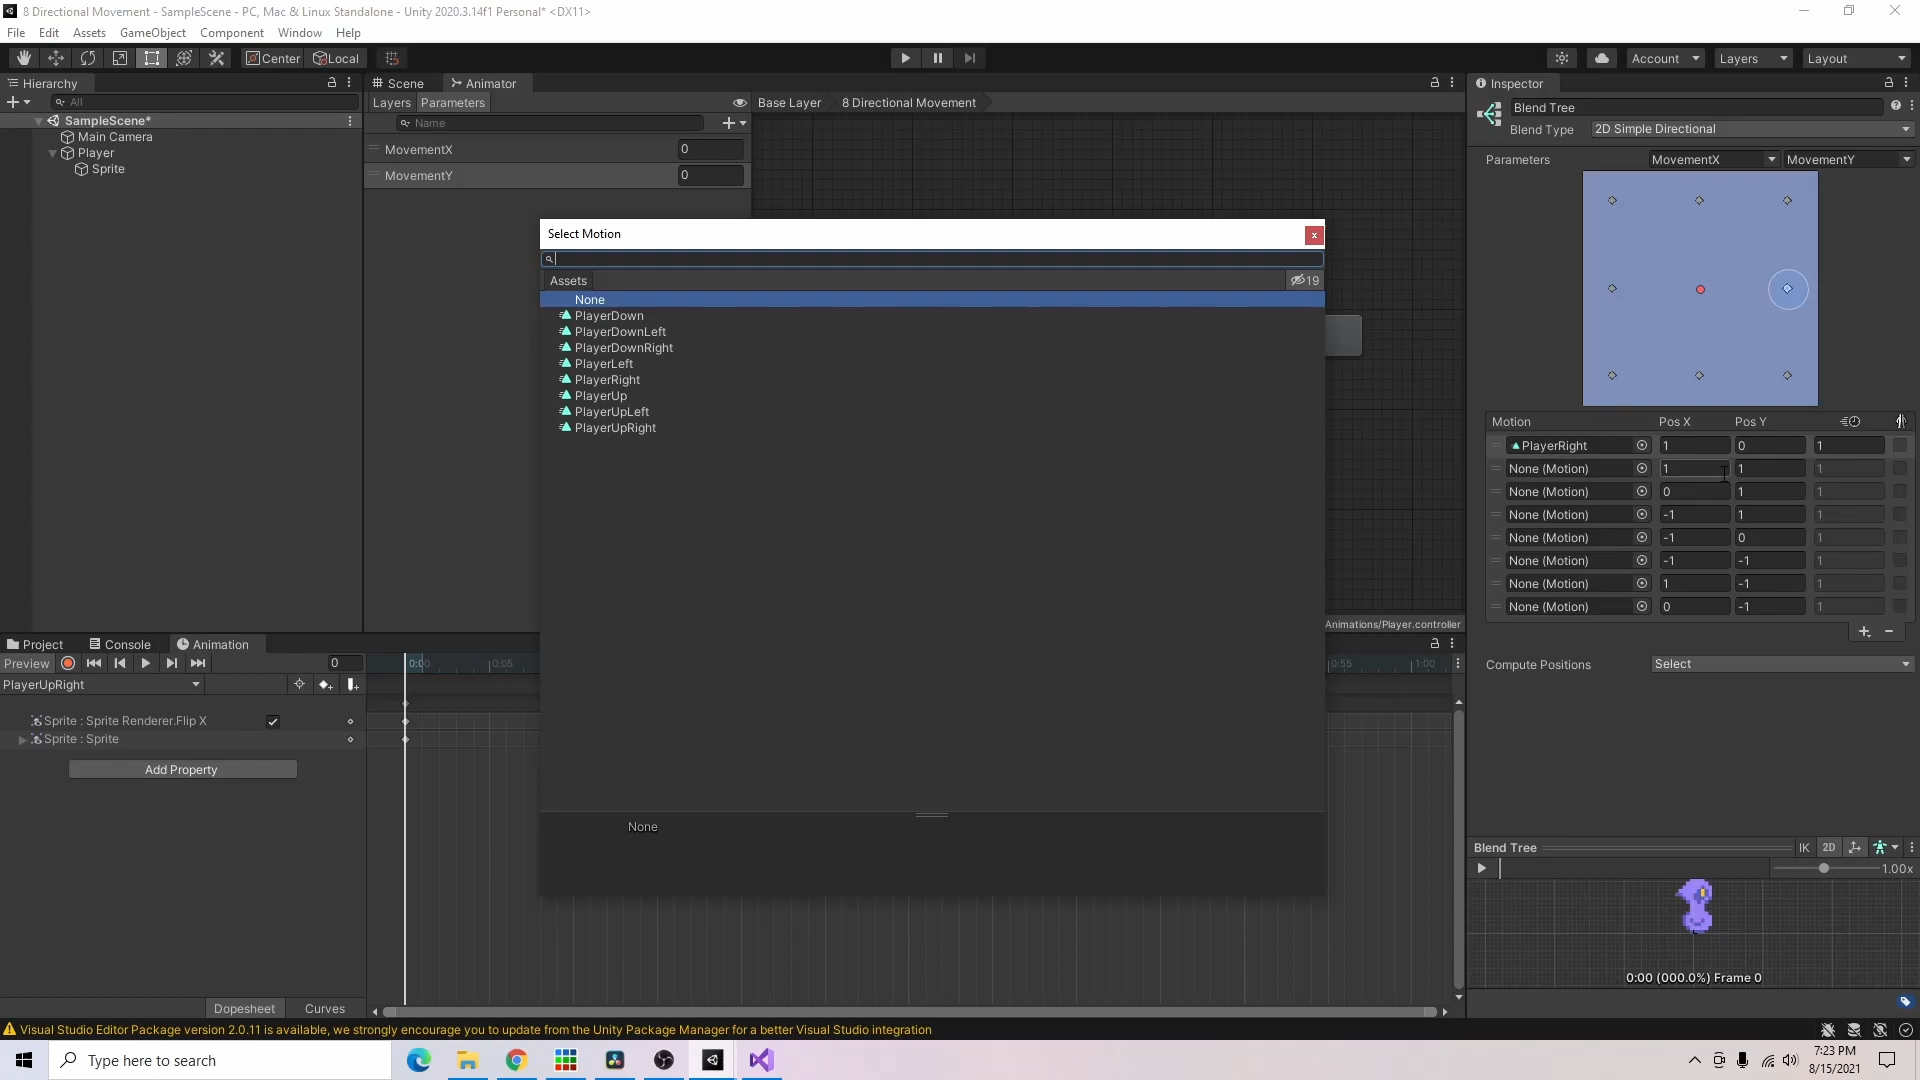 8 Directional Movement - SampleScene - PC, Mac & Linux Standalone - Unity 2020.3.14f1 Personal* <DX11>
File Edit Assets GameObject Component Window Help
Center Local Account Layers Layout
Hierarchy
All
SampleScene*
Main Camera
Player
Sprite
Scene Animator
Layers Parameters
Name
MovementX 0
MovementY 0
Base Layer 8 Directional Movement
Select Motion
x
Assets 19
None
PlayerDown
PlayerDownLeft
PlayerDownRight
PlayerLeft
PlayerRight
PlayerUp
PlayerUpLeft
PlayerUpRight
None
Animations/Player.controller
Inspector
Blend Tree
Blend Type 2D Simple Directional
Parameters MovementX MovementY
Motion Pos X Pos Y
PlayerRight 1 0 1
None (Motion) 1 1 1
None (Motion) 0 1 1
None (Motion) -1 1 1
None (Motion) -1 0 1
None (Motion) -1 -1 1
None (Motion) 1 -1 1
None (Motion) 0 -1 1
Compute Positions Select
Blend Tree IK 2D
1.00x
0:00 (000.0%) Frame 0
Project Console Animation
Preview 0 0:00 0:05 0:55 1:00
PlayerUpRight
Sprite : Sprite Renderer.Flip X
Sprite : Sprite
Add Property
Dopesheet Curves
Visual Studio Editor Package version 2.0.11 is available, we strongly encourage you to update from the Unity Package Manager for a better Visual Studio integration
Type here to search
7:23 PM
8/15/2021